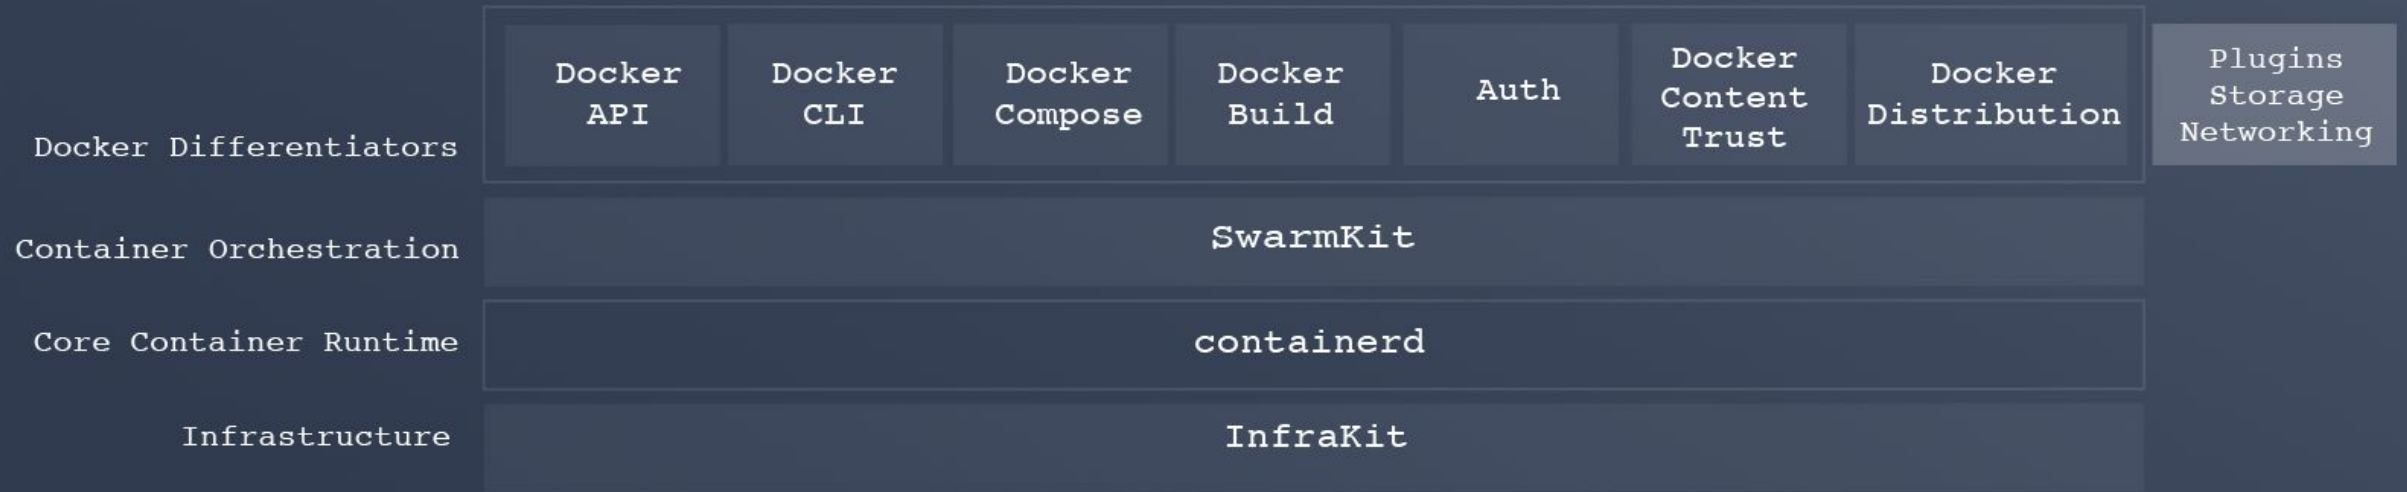 Docker Differentiators
Docker
API
Docker
CLI
Docker
Compose
Docker
Build
Auth
Docker
Content
Trust
Docker
Distribution
Plugins
Storage
Networking
Container Orchestration
SwarmKit
Core Container Runtime
containerd
Infrastructure
InfraKit